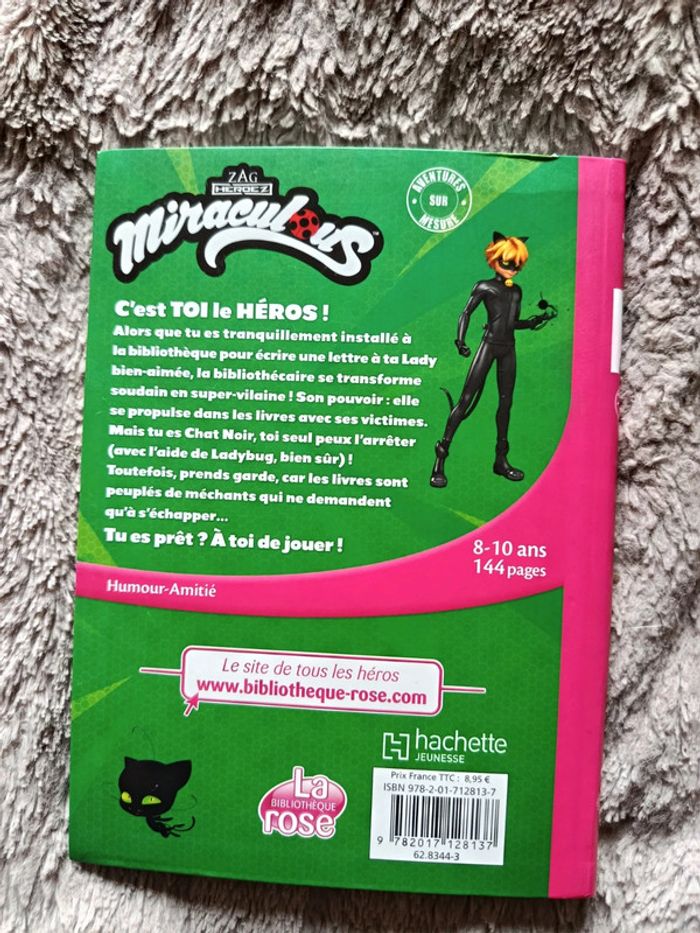 ZAG
HEROEZ
Miraculous™
AVENTURES
SUR
MESURE
C'est TOI le HÉROS !
Alors que tu es tranquillement installé à
la bibliothèque pour écrire une lettre à ta Lady
bien-aimée, la bibliothécaire se transforme
soudain en super-vilaine ! Son pouvoir : elle
se propulse dans les livres avec ses victimes.
Mais tu es Chat Noir, toi seul peux l'arrêter
(avec l'aide de Ladybug, bien sûr) !
Toutefois, prends garde, car les livres sont
peuplés de méchants qui ne demandent
qu'à s'échapper...
Tu es prêt ? À toi de jouer !
8-10 ans
144 pages
Humour-Amitié
Le site de tous les héros
www.bibliotheque-rose.com
hachette
JEUNESSE
La
BIBLIOTHÈQUE
rose
Prix France TTC : 8,95 €
ISBN 978-2-01-712813-7
9 782017 128137
62.8344-3